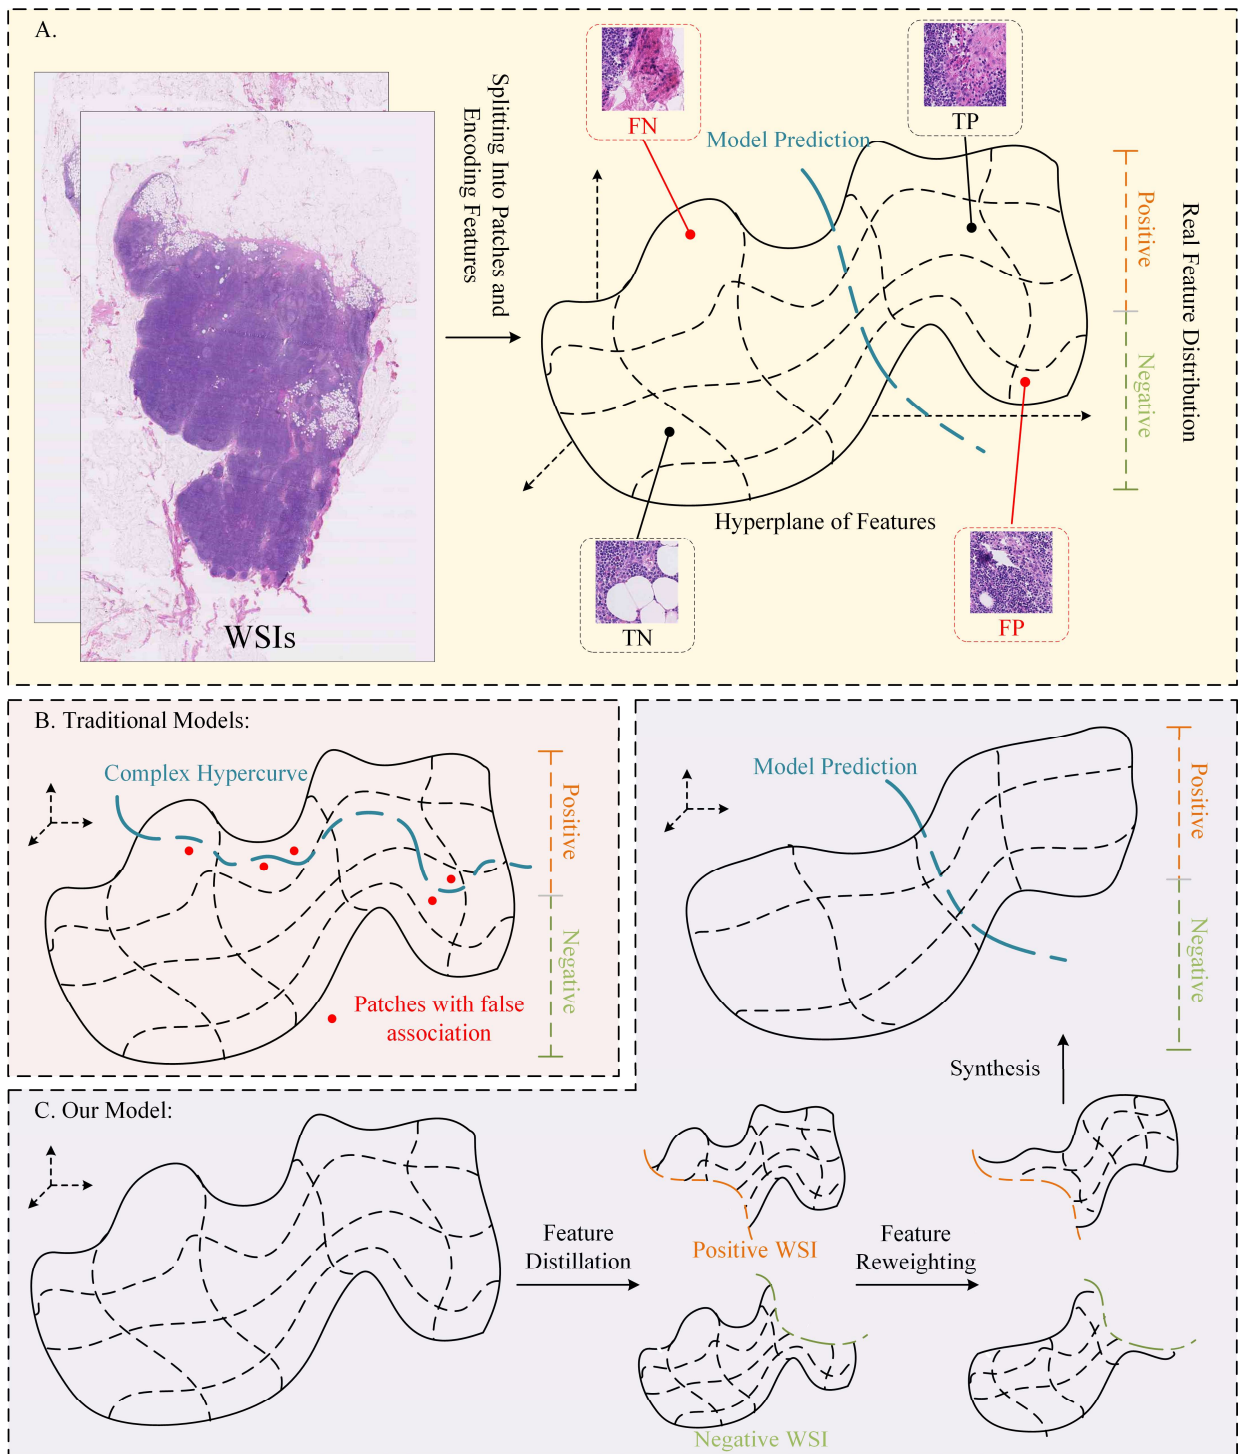 A.
WSIs
Splitting Into Patches and
Encoding Features
FN
Model Prediction
TP
Positive
Negative
Real Feature Distribution
Hyperplane of Features
TN
FP
B. Traditional Models:
Complex Hypercurve
Positive
Negative
Patches with false
association
Model Prediction
Positive
Negative
Synthesis
C. Our Model:
Feature
Distillation
Positive WSI
Negative WSI
Feature
Reweighting